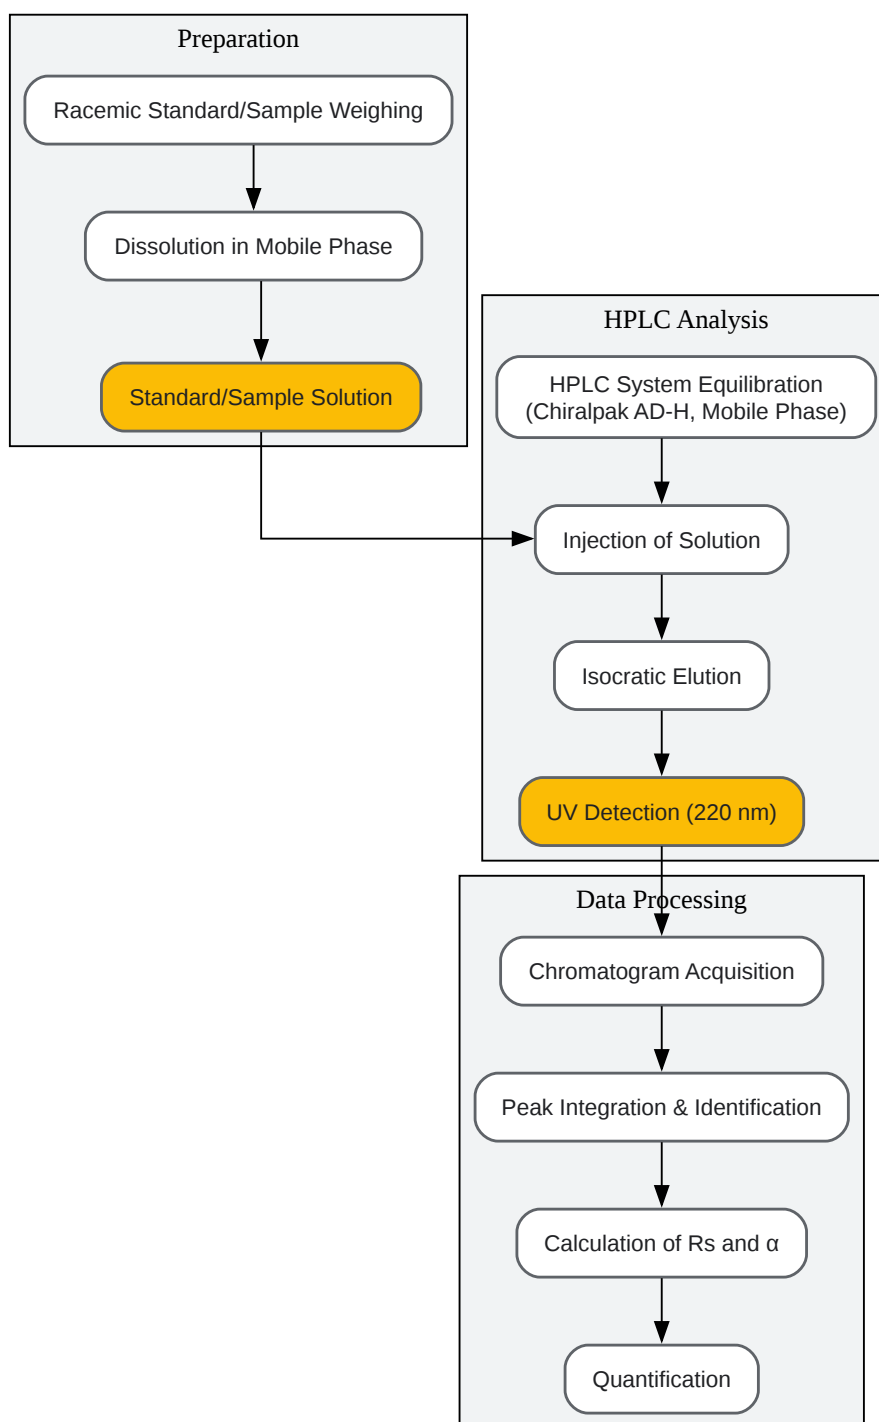 Preparation
Racemic Standard/Sample Weighing
Dissolution in Mobile Phase
Standard/Sample Solution
HPLC Analysis
HPLC System Equilibration
(Chiralpak AD-H, Mobile Phase)
Injection of Solution
Isocratic Elution
UV Detection (220 nm)
Data Processing
Chromatogram Acquisition
Peak Integration & Identification
Calculation of Rs and α
Quantification